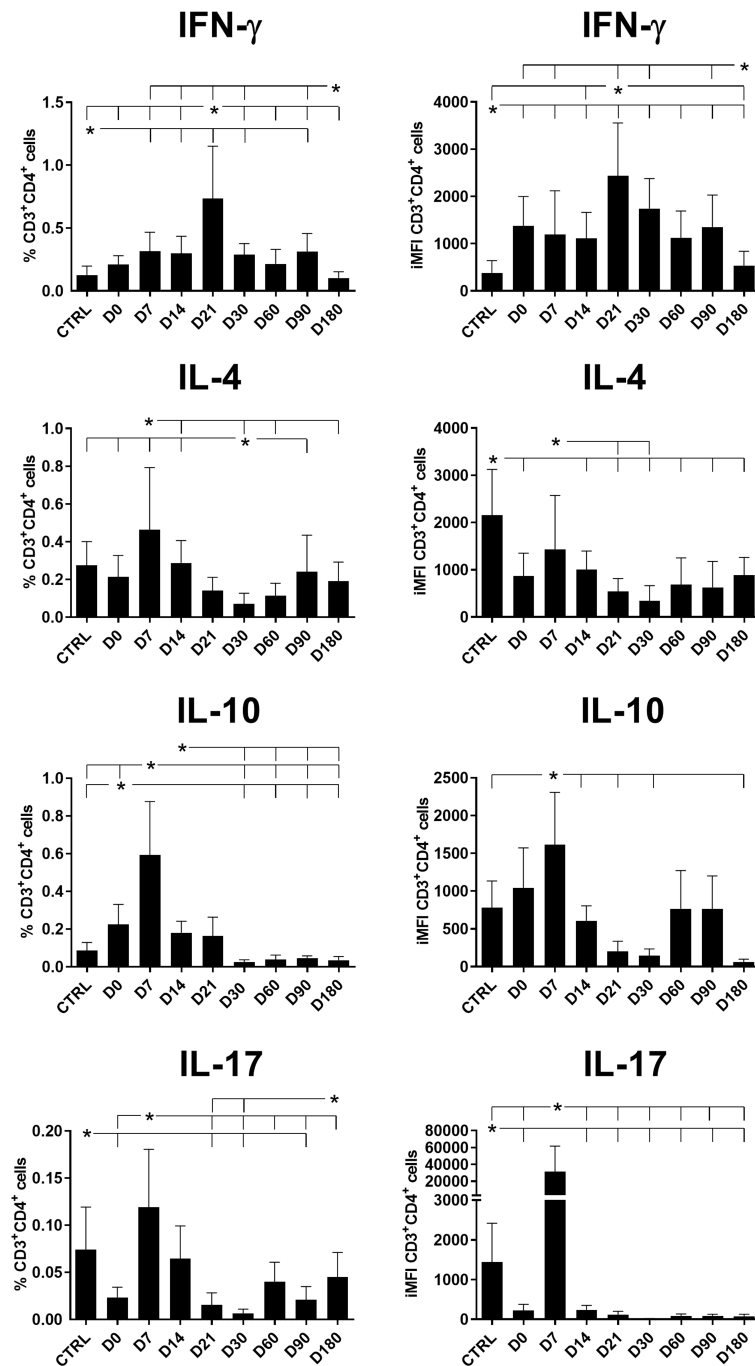 IFN-γ
*
*
*
% CD3⁺CD4⁺ cells
1.5
1.0
0.5
0.0
CTRL D0 D7 D14 D21 D30 D60 D90 D180
IFN-γ
*
*
*
iMFI CD3⁺CD4⁺ cells
4000
3000
2000
1000
0
CTRL D0 D7 D14 D21 D30 D60 D90 D180
IL-4
*
*
% CD3⁺CD4⁺ cells
1.0
0.8
0.6
0.4
0.2
0.0
CTRL D0 D7 D14 D21 D30 D60 D90 D180
IL-4
*
*
iMFI CD3⁺CD4⁺ cells
4000
3000
2000
1000
0
CTRL D0 D7 D14 D21 D30 D60 D90 D180
IL-10
*
*
*
% CD3⁺CD4⁺ cells
1.0
0.8
0.6
0.4
0.2
0.0
CTRL D0 D7 D14 D21 D30 D60 D90 D180
IL-10
*
iMFI CD3⁺CD4⁺ cells
2500
2000
1500
1000
500
0
CTRL D0 D7 D14 D21 D30 D60 D90 D180
IL-17
*
*
*
% CD3⁺CD4⁺ cells
0.20
0.15
0.10
0.05
0.00
CTRL D0 D7 D14 D21 D30 D60 D90 D180
IL-17
*
*
iMFI CD3⁺CD4⁺ cells
80000
60000
40000
20000
3000
2000
1000
0
CTRL D0 D7 D14 D21 D30 D60 D90 D180